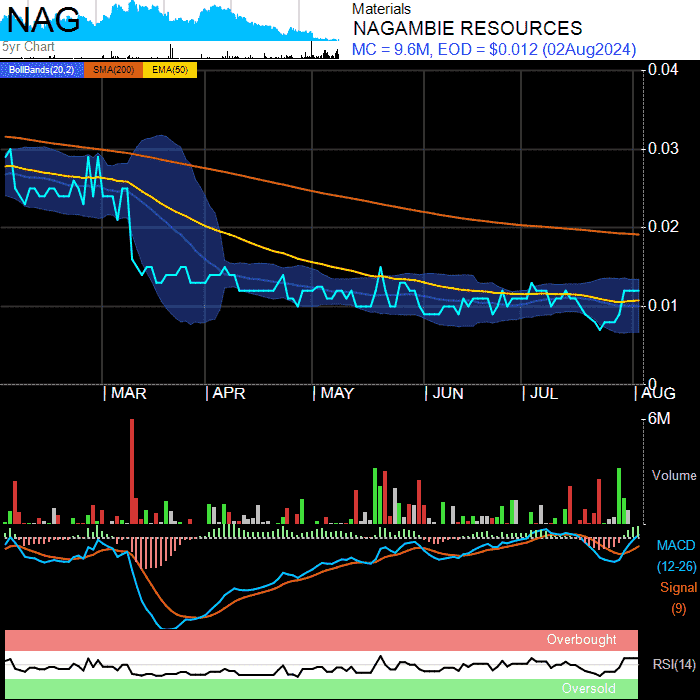 NAG
5yr Chart
Materials
NAGAMBIE RESOURCES
MC = 9.6M, EOD = $0.012 (02Aug2024)
BollBands(20,2) SMA(200) EMA(50)
0.04
0.03
0.02
0.01
0
MAR APR MAY JUN JUL AUG
6M
Volume
MACD
(12-26)
Signal
(9)
Overbought
RSI(14)
Oversold